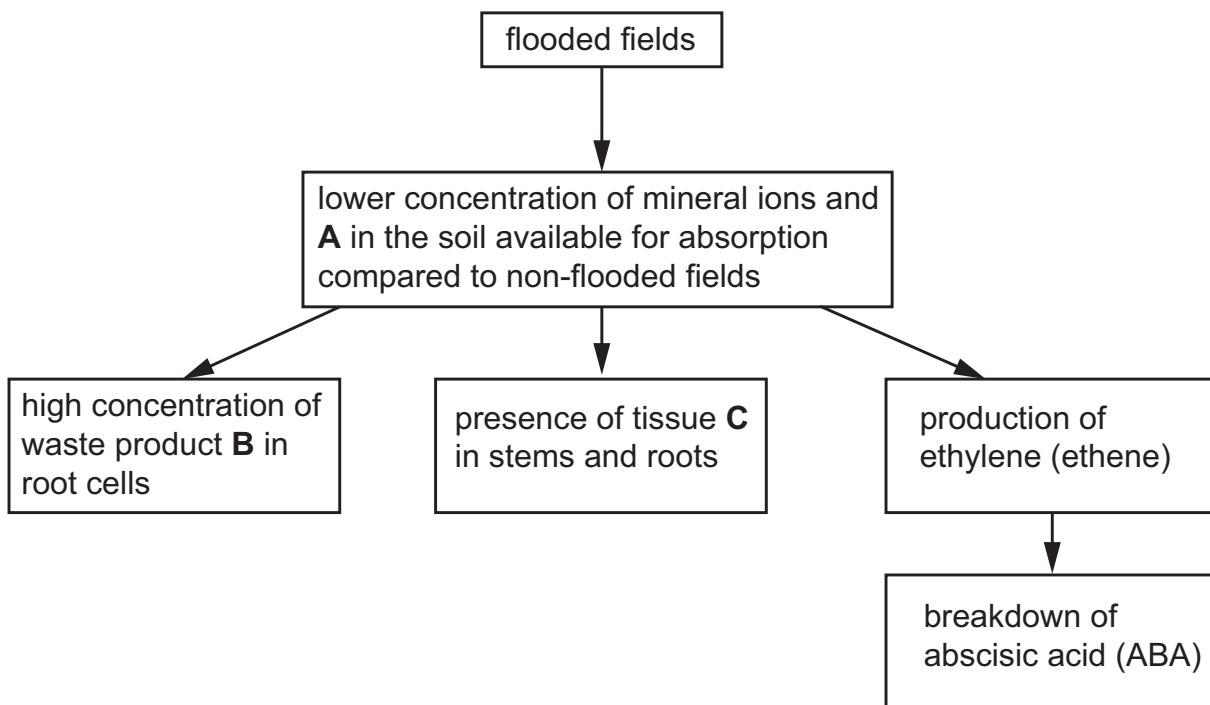 flooded fields
lower concentration of mineral ions and
A in the soil available for absorption
compared to non-flooded fields
high concentration of
waste product B in
root cells
presence of tissue C
in stems and roots
production of
ethylene (ethene)
breakdown of
abscisic acid (ABA)